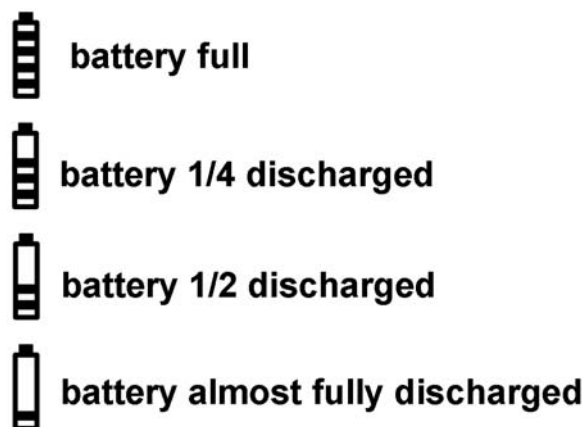 battery full
battery 1/4 discharged
battery 1/2 discharged
battery almost fully discharged